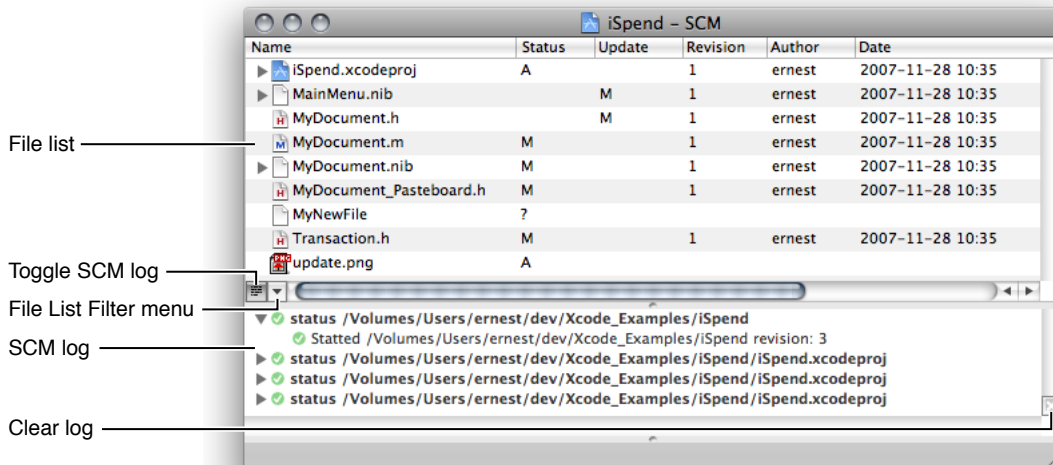 iSpend – SCM
Name Status Update Revision Author Date
iSpend.xcodeproj A 1 ernest 2007-11-28 10:35
MainMenu.nib M 1 ernest 2007-11-28 10:35
MyDocument.h M 1 ernest 2007-11-28 10:35
File list
MyDocument.m M 1 ernest 2007-11-28 10:35
MyDocument.nib M 1 ernest 2007-11-28 10:35
MyDocument_Pasteboard.h M 1 ernest 2007-11-28 10:35
MyNewFile ?
Transaction.h M 1 ernest 2007-11-28 10:35
update.png A
Toggle SCM log
File List Filter menu
status /Volumes/Users/ernest/dev/Xcode_Examples/iSpend
Statted /Volumes/Users/ernest/dev/Xcode_Examples/iSpend revision: 3
SCM log
status /Volumes/Users/ernest/dev/Xcode_Examples/iSpend/iSpend.xcodeproj
status /Volumes/Users/ernest/dev/Xcode_Examples/iSpend/iSpend.xcodeproj
status /Volumes/Users/ernest/dev/Xcode_Examples/iSpend/iSpend.xcodeproj
Clear log